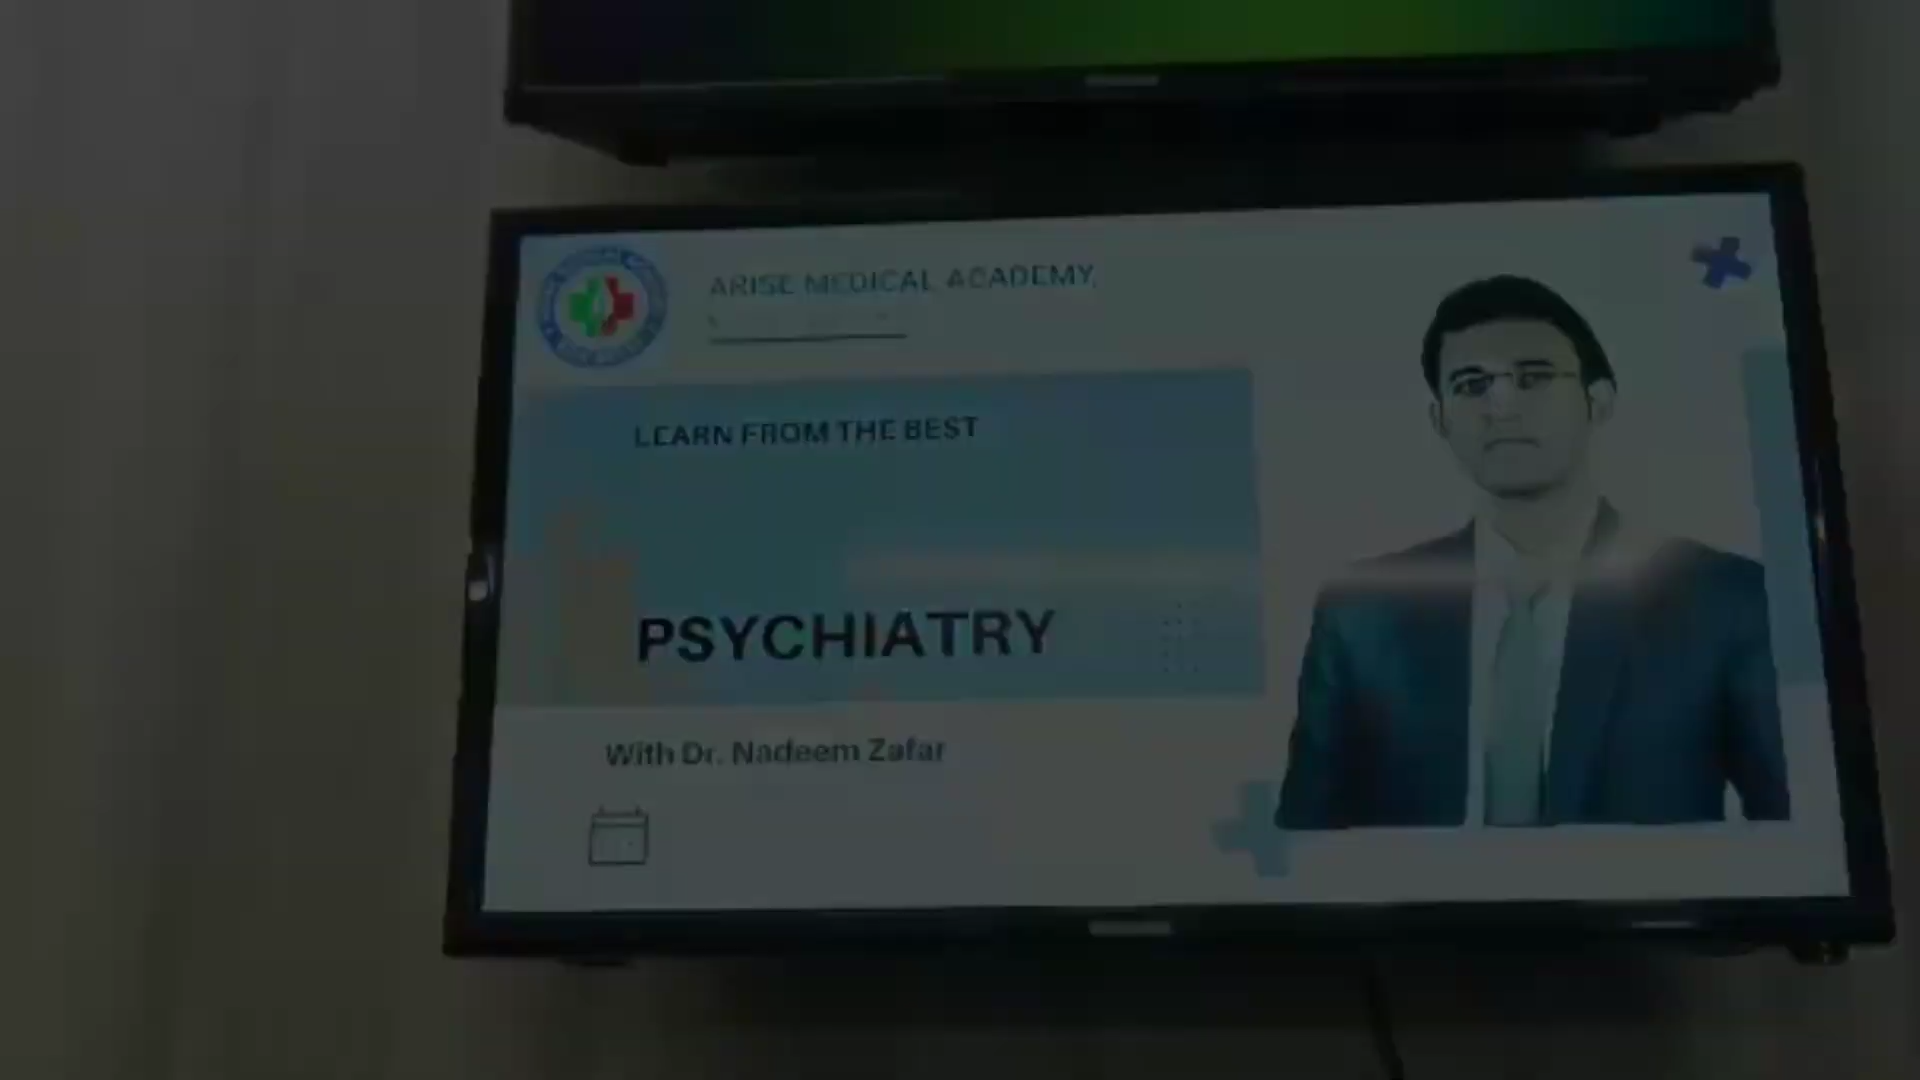 ARISE MEDICAL ACADEMY
LEARN FROM THE BEST
PSYCHIATRY
With Dr. Nadeem Zafar